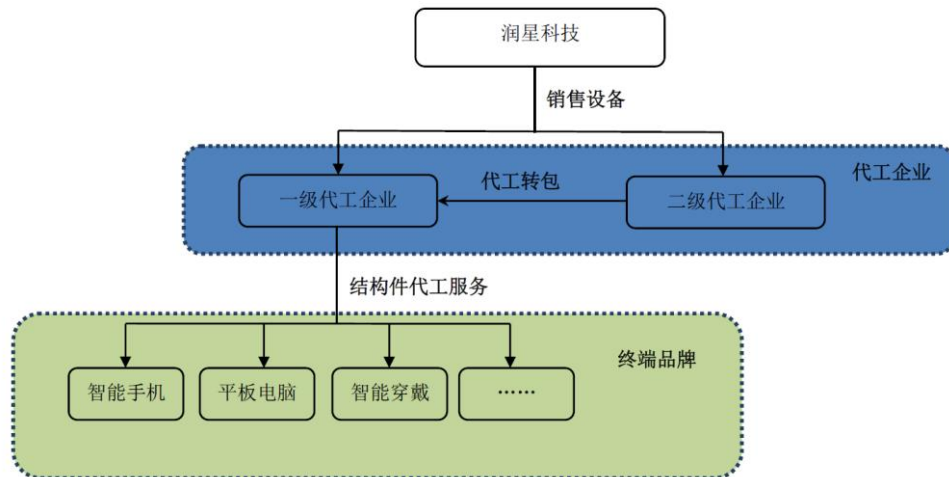 润星科技
销售设备
代工企业
代工转包
一级代工企业
二级代工企业
结构件代工服务
终端品牌
智能手机
平板电脑
智能穿戴
……